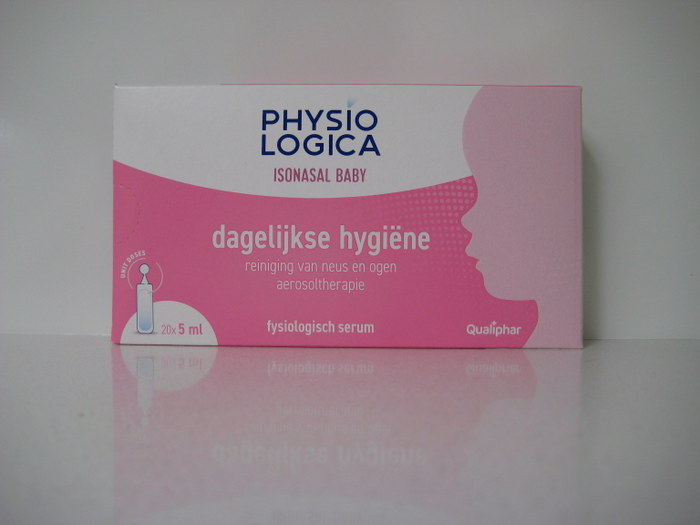 PHYSIO
LOGICA
ISONASAL BABY
dagelijkse hygiëne
reiniging van neus en ogen
aerosoltherapie
UNIT DOSES
20x 5 ml
fysiologisch serum
Qualiphar